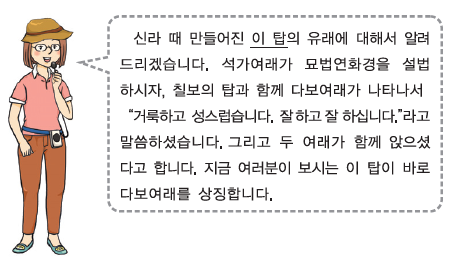 신라 때 만들어진 이 탑의 유래에 대해서 알려
드리겠습니다. 석가여래가 묘법연화경을 설법
하시자, 칠보의 탑과 함께 다보여래가 나타나서
“거룩하고 성스럽습니다. 잘하고 잘 하십니다.”라고
말씀하셨습니다. 그리고 두 여래가 함께 앉으셨
다고 합니다. 지금 여러분이 보시는 이 탑이 바로
다보여래를 상징합니다.